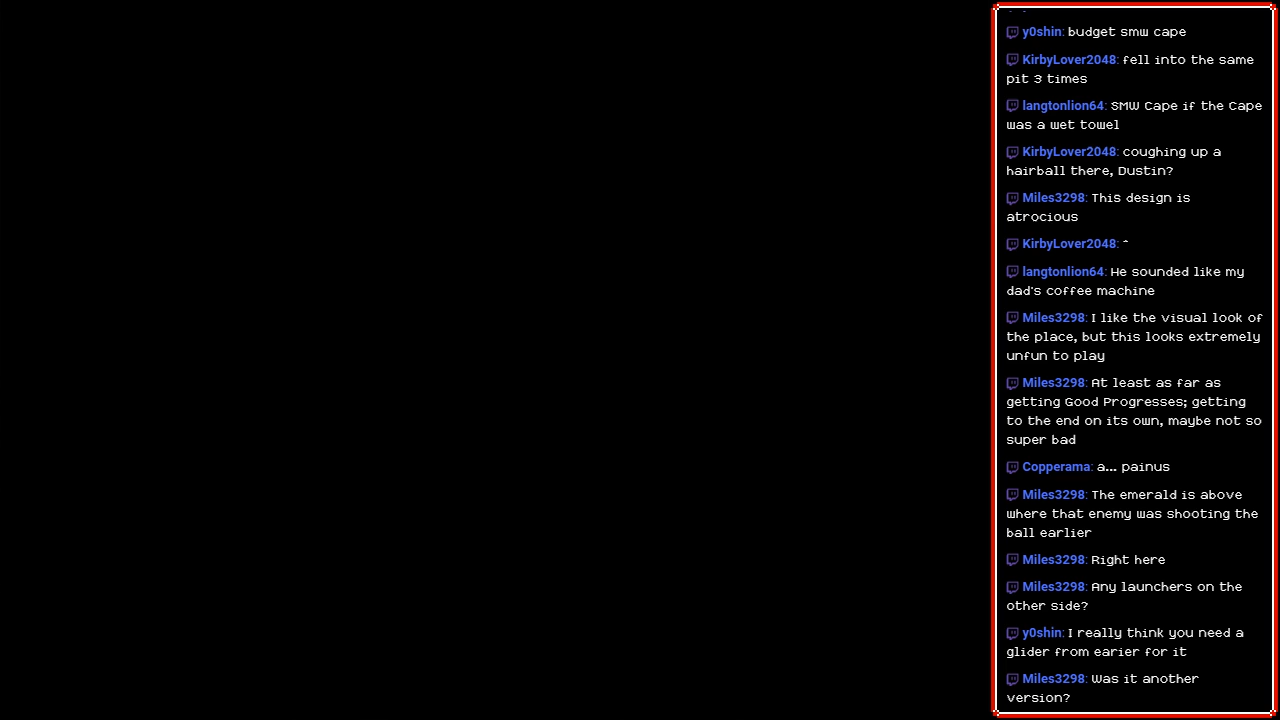 y0shin: budget smw cape
KirbyLover2048: fell into the same
pit 3 times
langtonlion64: SMW Cape if the Cape
was a wet towel
KirbyLover2048: coughing up a
hairball there, Dustin?
Miles3298: This design is
atrocious
KirbyLover2048: ^
langtonlion64: He sounded like my
dad's coffee machine
Miles3298: I like the visual look of
the place, but this looks extremely
unfun to play
Miles3298: At least as far as
getting Good Progresses; getting
to the end on its own, maybe not so
super bad
Copperama: a... painus
Miles3298: The emerald is above
where that enemy was shooting the
ball earlier
Miles3298: Right here
Miles3298: Any launchers on the
other side?
y0shin: I really think you need a
glider from earier for it
Miles3298: Was it another
version?